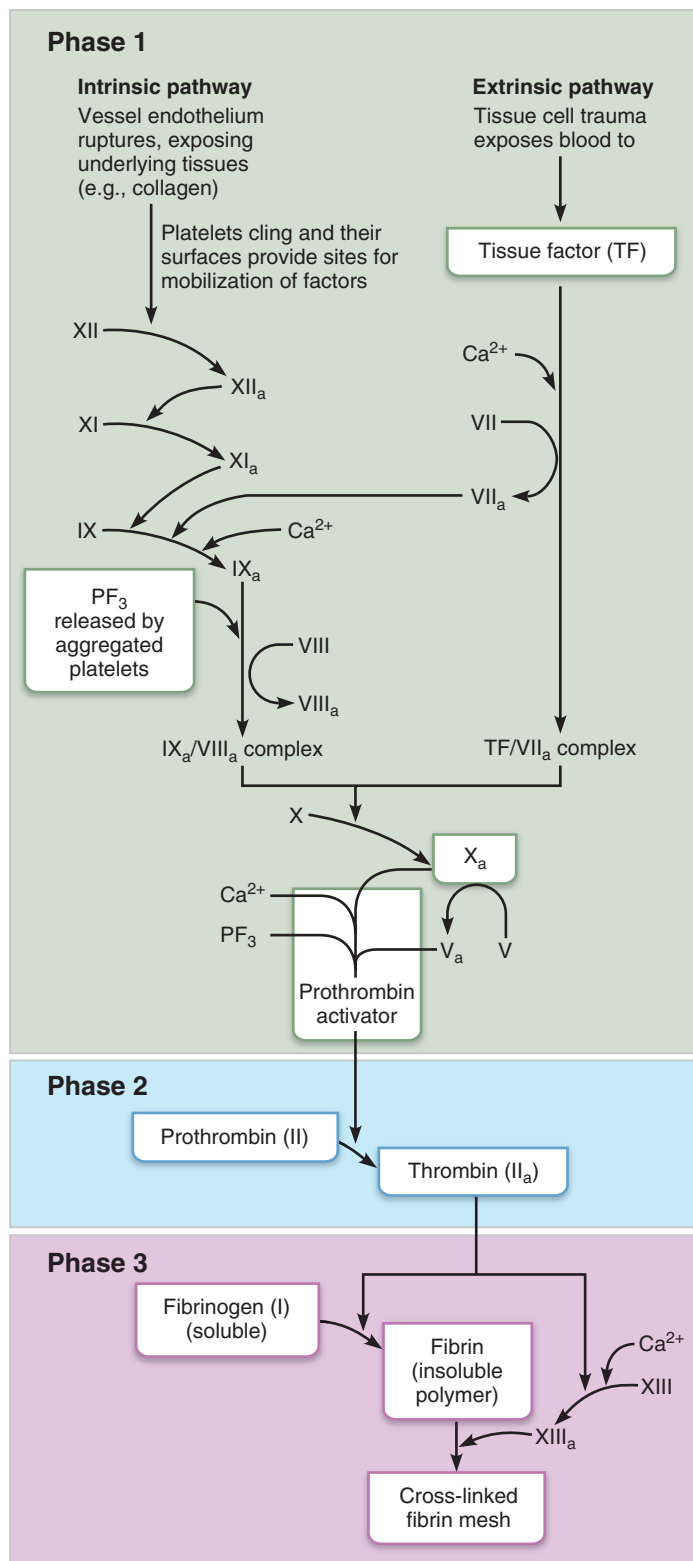 Phase 1
Intrinsic pathway
Vessel endothelium
ruptures, exposing
underlying tissues
(e.g., collagen)
Extrinsic pathway
Tissue cell trauma
exposes blood to
Platelets cling and their
surfaces provide sites for
mobilization of factors
Tissue factor (TF)
XII
Ca²⁺
XIIₐ
XI
VII
XIₐ
VIIₐ
IX
Ca²⁺
IXₐ
PF₃
released by
aggregated
platelets
VIII
VIIIₐ
IXₐ/VIIIₐ complex
TF/VIIₐ complex
X
Xₐ
Ca²⁺
PF₃
Vₐ
V
Prothrombin
activator
Phase 2
Prothrombin (II)
Thrombin (IIₐ)
Phase 3
Fibrinogen (I)
(soluble)
Fibrin
(insoluble
polymer)
Ca²⁺
XIII
XIIIₐ
Cross-linked
fibrin mesh